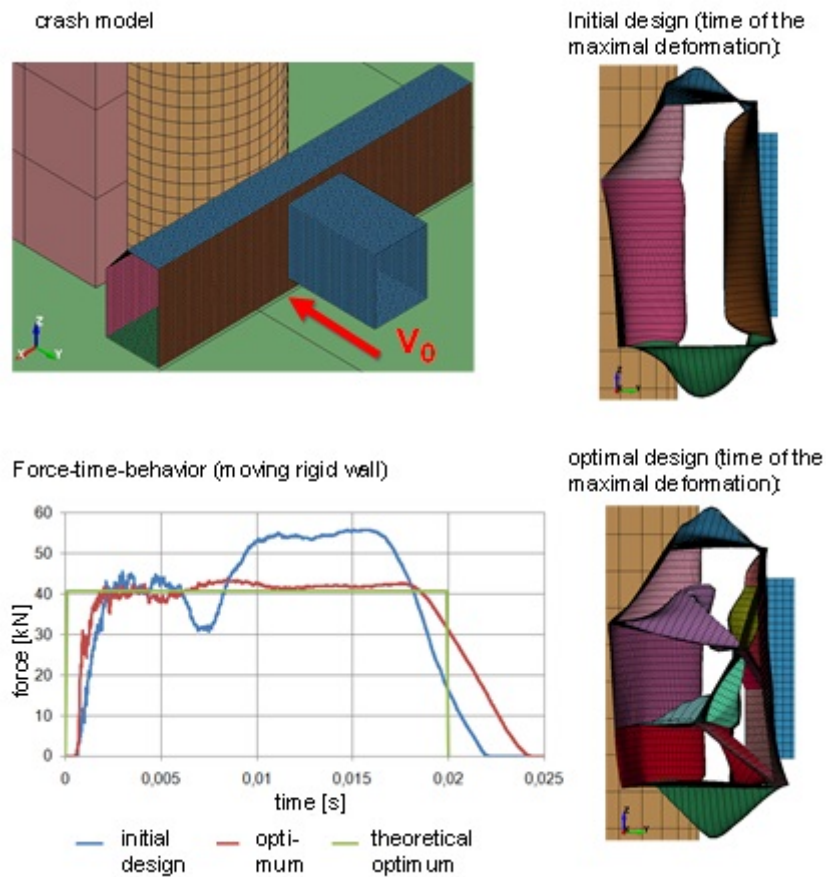 crash model
Initial design (time of the
maximal deformation):
Z
X
Y
V0
Z
Y
Force-time-behavior (moving rigid wall)
optimal design (time of the
maximal deformation):
force [kN]
60
50
40
30
20
10
0
0
0,005
0,01
0,015
0,02
0,025
time [s]
initial
design
opti-
mum
theoretical
optimum
Z
Y